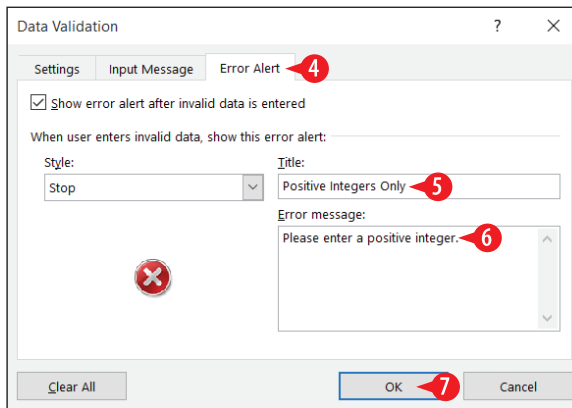 Data Validation ? ×
Settings Input Message Error Alert 4
Show error alert after invalid data is entered
When user enters invalid data, show this error alert:
Style: Title:
Stop Positive Integers Only 5
Error message:
Please enter a positive integer. 6
Clear All OK 7 Cancel